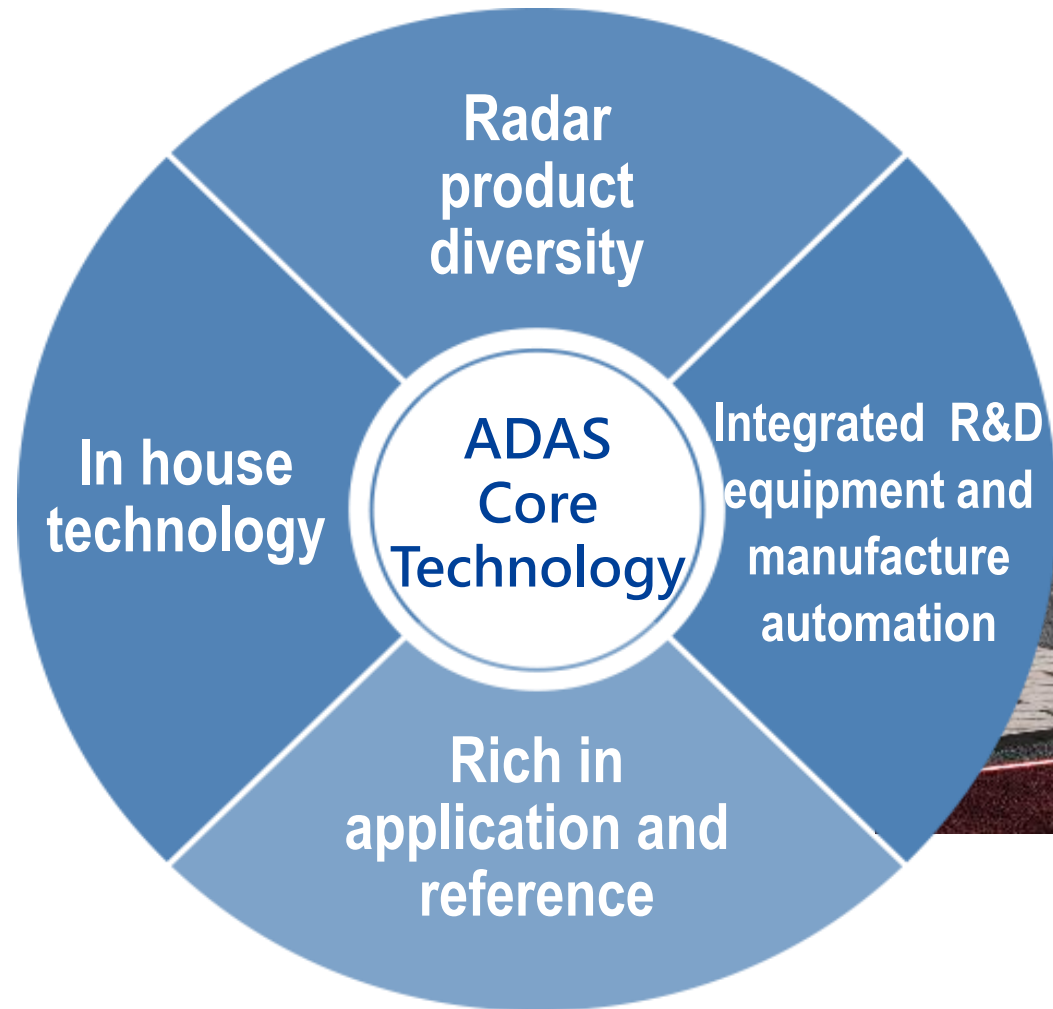 Radar
product
diversity
In house
technology
ADAS
Core
Technology
Integrated R&D
equipment and
manufacture
automation
Rich in
application and
reference